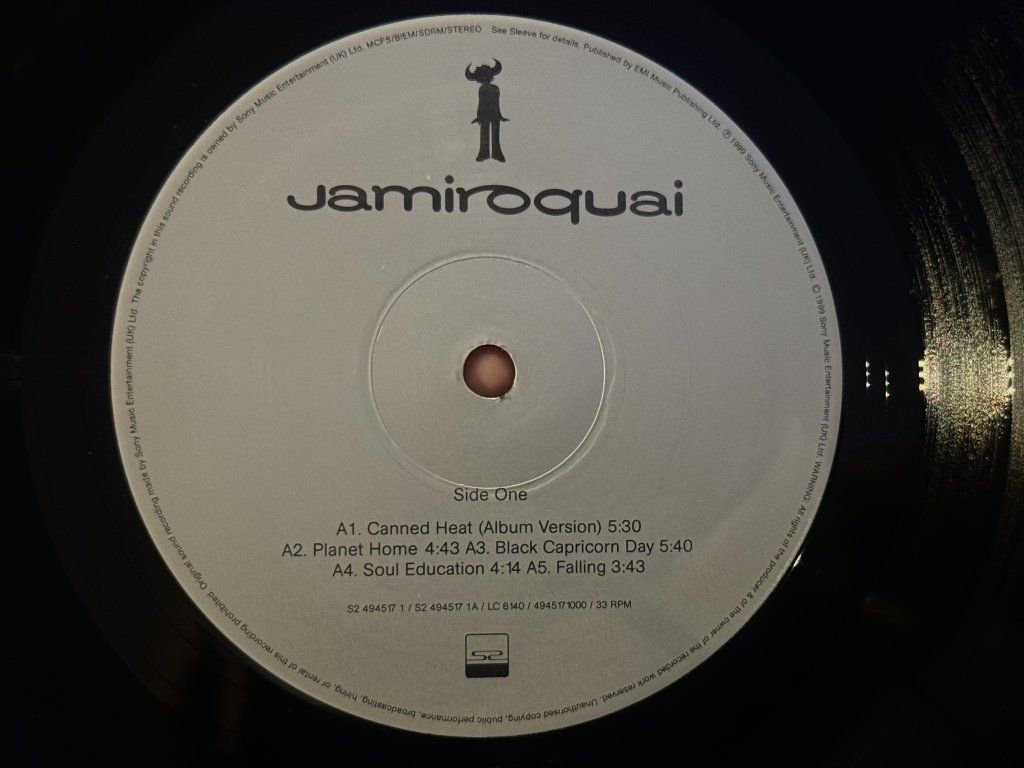 Original sound recording made by Sony Music Entertainment (UK) Ltd. The copyright in this sound recording is owned by Sony Music Entertainment (UK) Ltd. MCPS/BIEM/SDRM/STEREO See Sleeve for details. Published by EMI Music Publishing Ltd. ℗ 1999 Sony Music Entertainment (UK) Ltd. © 1999 Sony Music Entertainment (UK) Ltd. WARNING: All rights of the producer & of the owner of the recorded work reserved. Unauthorised copying, public performance, broadcasting, hiring, or rental of this recording prohibited.
Jamiroquai
Side One
A1. Canned Heat (Album Version) 5:30
A2. Planet Home 4:43 A3. Black Capricorn Day 5:40
A4. Soul Education 4:14 A5. Falling 3:43
S2 494517 1 / S2 494517 1A / LC 6140 / 4945171000 / 33 RPM
S2